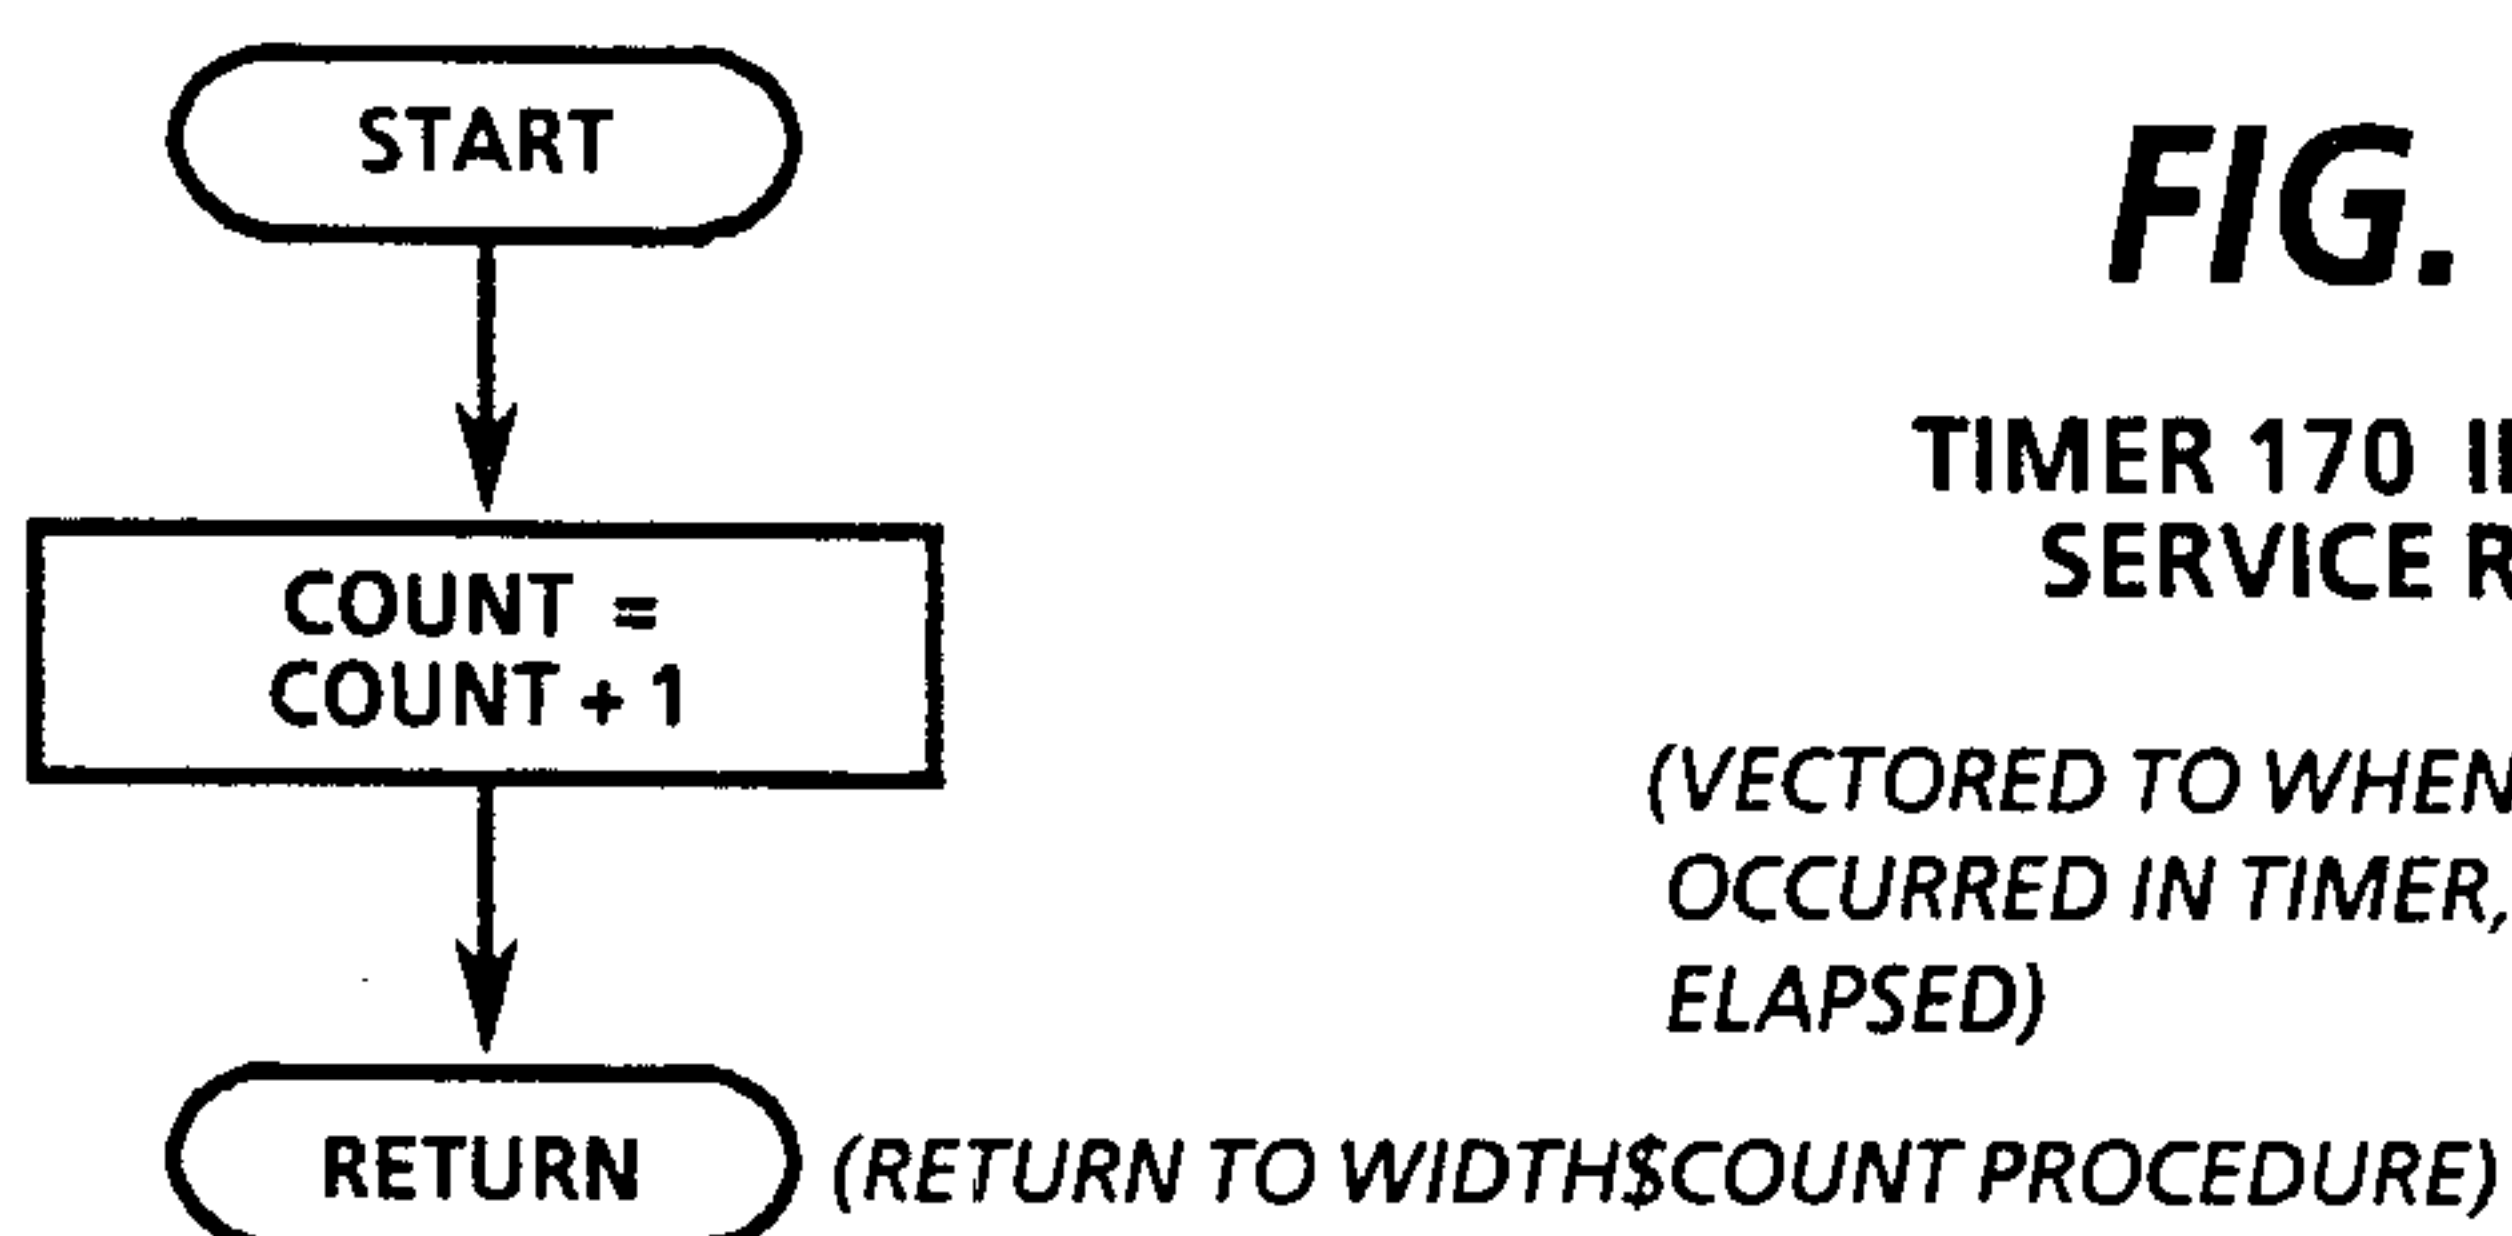 START
FIG.
TIMER 170
SERVICE
COUNT =
COUNT + 1
(VECTORED TO WHEN
OCCURRED IN TIMER,
ELAPSED)
RETURN
(RETURN TO WIDTH$COUNT PROCEDURE)